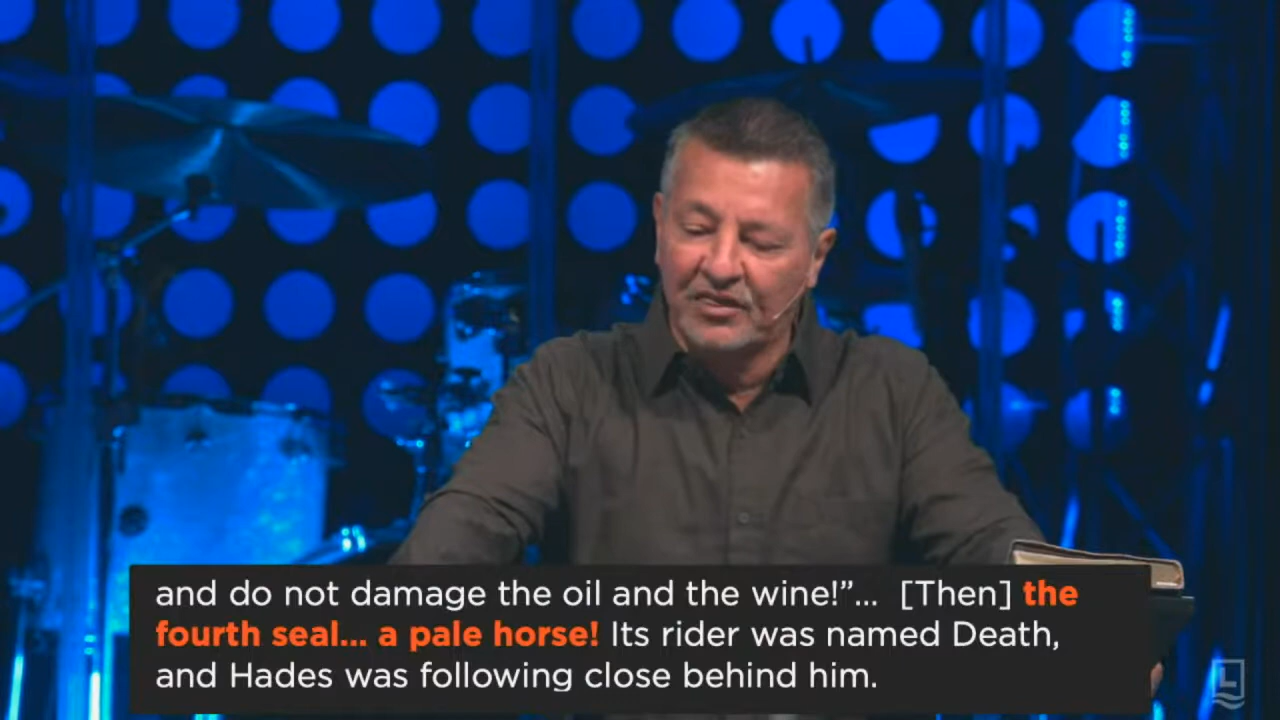 and do not damage the oil and the wine!”... [Then] the
fourth seal... a pale horse! Its rider was named Death,
and Hades was following close behind him.